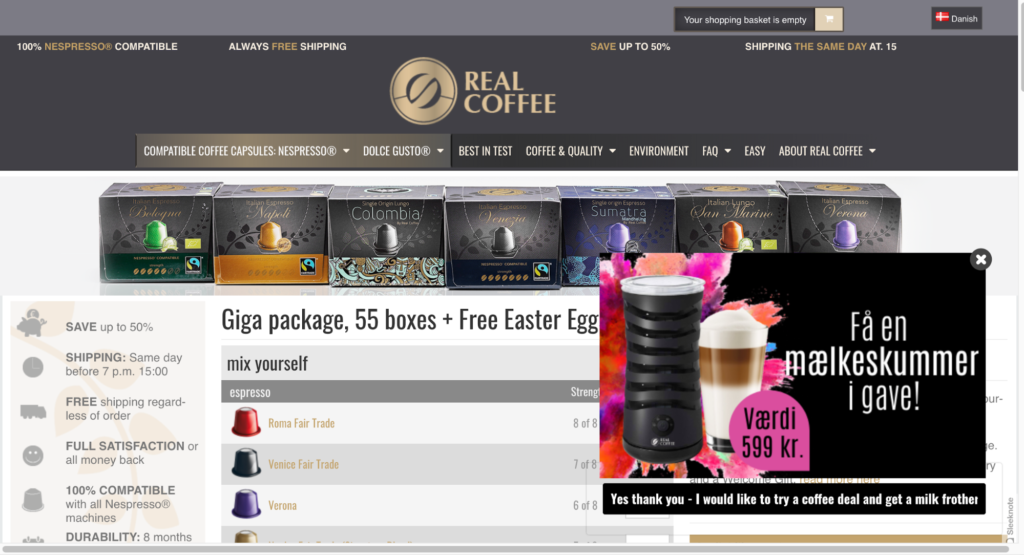 Your shopping basket is empty
Danish
100% NESPRESSO® COMPATIBLE
ALWAYS FREE SHIPPING
SAVE UP TO 50%
SHIPPING THE SAME DAY AT. 15
REAL
COFFEE
COMPATIBLE COFFEE CAPSULES: NESPRESSO®
DOLCE GUSTO®
BEST IN TEST
COFFEE & QUALITY
ENVIRONMENT
FAQ
EASY
ABOUT REAL COFFEE
Italian Espresso
Bologna
Italian Espresso
Napoli
Single Origin Lungo
Colombia
Italian Espresso
Venezia
Single origin Espresso
Sumatra
Italian Lungo
San Marino
Italian Espresso
Verona
SAVE up to 50%
SHIPPING: Same day
before 7 p.m. 15:00
FREE shipping regard-
less of order
FULL SATISFACTION or
all money back
100% COMPATIBLE
with all Nespresso®
machines
DURABILITY: 8 months
Giga package, 55 boxes + Free Easter Egg
mix yourself
espresso
Strengt
Roma Fair Trade
8 of 8
Venice Fair Trade
7 of 8
Verona
6 of 8
Få en
mælkeskummer
i gave!
Værdi
599 kr.
REAL
COFFEE
and a Welcome Gift, read more here
Yes thank you - I would like to try a coffee deal and get a milk frother
Sleeknote